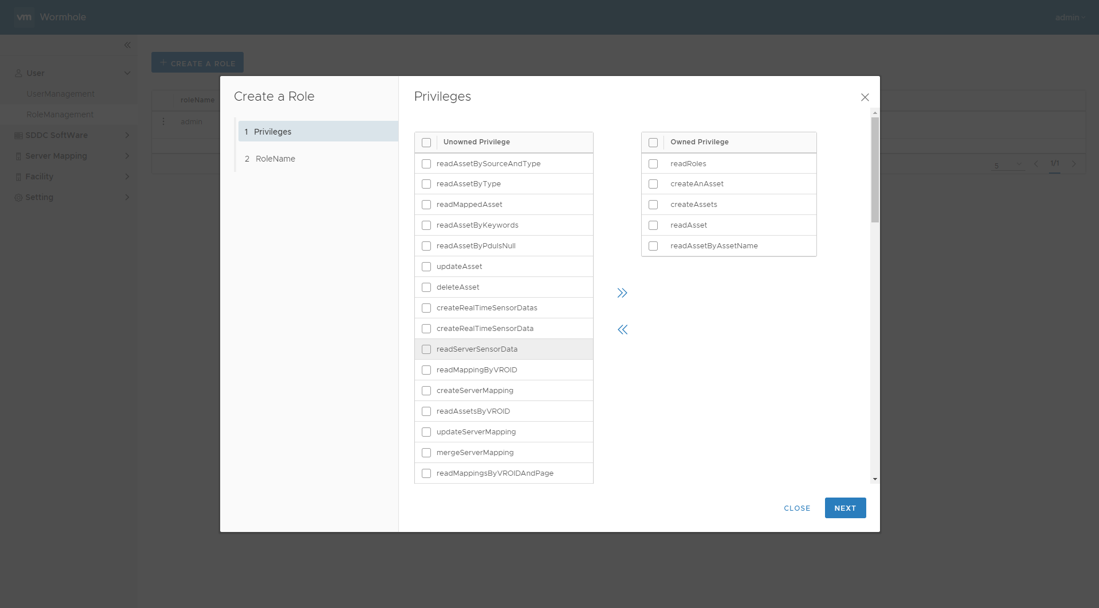 vm Wormhole
admin
User
UserManagement
RoleManagement
SDDC SoftWare
Server Mapping
Facility
Setting
+ CREATE A ROLE
roleName
admin
5
1/1
Create a Role
1 Privileges
2 RoleName
Privileges
Unowned Privilege
readAssetBySourceAndType
readAssetByType
readMappedAsset
readAssetByKeywords
readAssetByPduIsNull
updateAsset
deleteAsset
createRealTimeSensorDatas
createRealTimeSensorData
readServerSensorData
readMappingByVROID
createServerMapping
readAssetsByVROID
updateServerMapping
mergeServerMapping
readMappingsByVROIDAndPage
Owned Privilege
readRoles
createAnAsset
createAssets
readAsset
readAssetByAssetName
CLOSE
NEXT